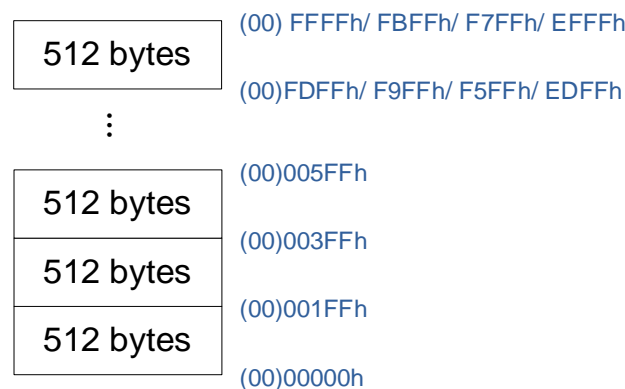 (00) FFFFh/ FBFFh/ F7FFh/ EFFFh
512 bytes
(00)FDFFh/ F9FFh/ F5FFh/ EDFFh
⋮
(00)005FFh
512 bytes
(00)003FFh
512 bytes
(00)001FFh
512 bytes
(00)00000h